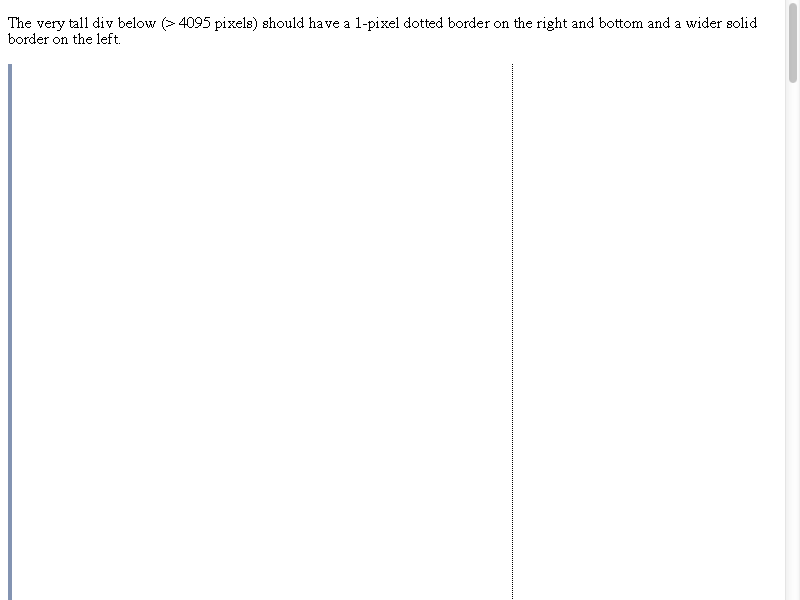 The very tall div below (> 4095 pixels) should have a 1-pixel dotted border on the right and bottom and a wider solid
border on the left.